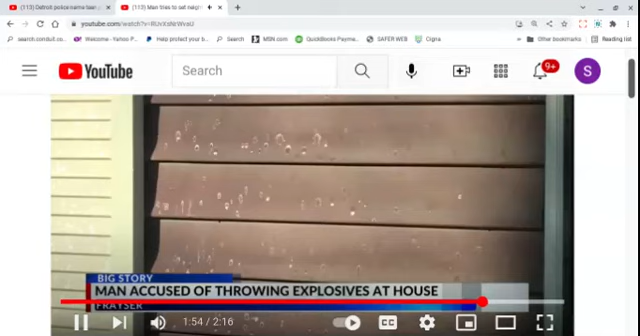 (113) Detroit police name
(113) Man tries to set neigh
youtube.com/watch?v=
search.conduit.co...
Welcome - Yahoo
Help protect your b...
Search
MSN.com
QuickBooks Payme...
SAFER WEB
Cigna
»
Other bookmarks
Reading list
YouTube
Search
9+
S
BIG STORY
MAN ACCUSED OF THROWING EXPLOSIVES AT HOUSE
FRAYSER
1:54 / 2:16
CC